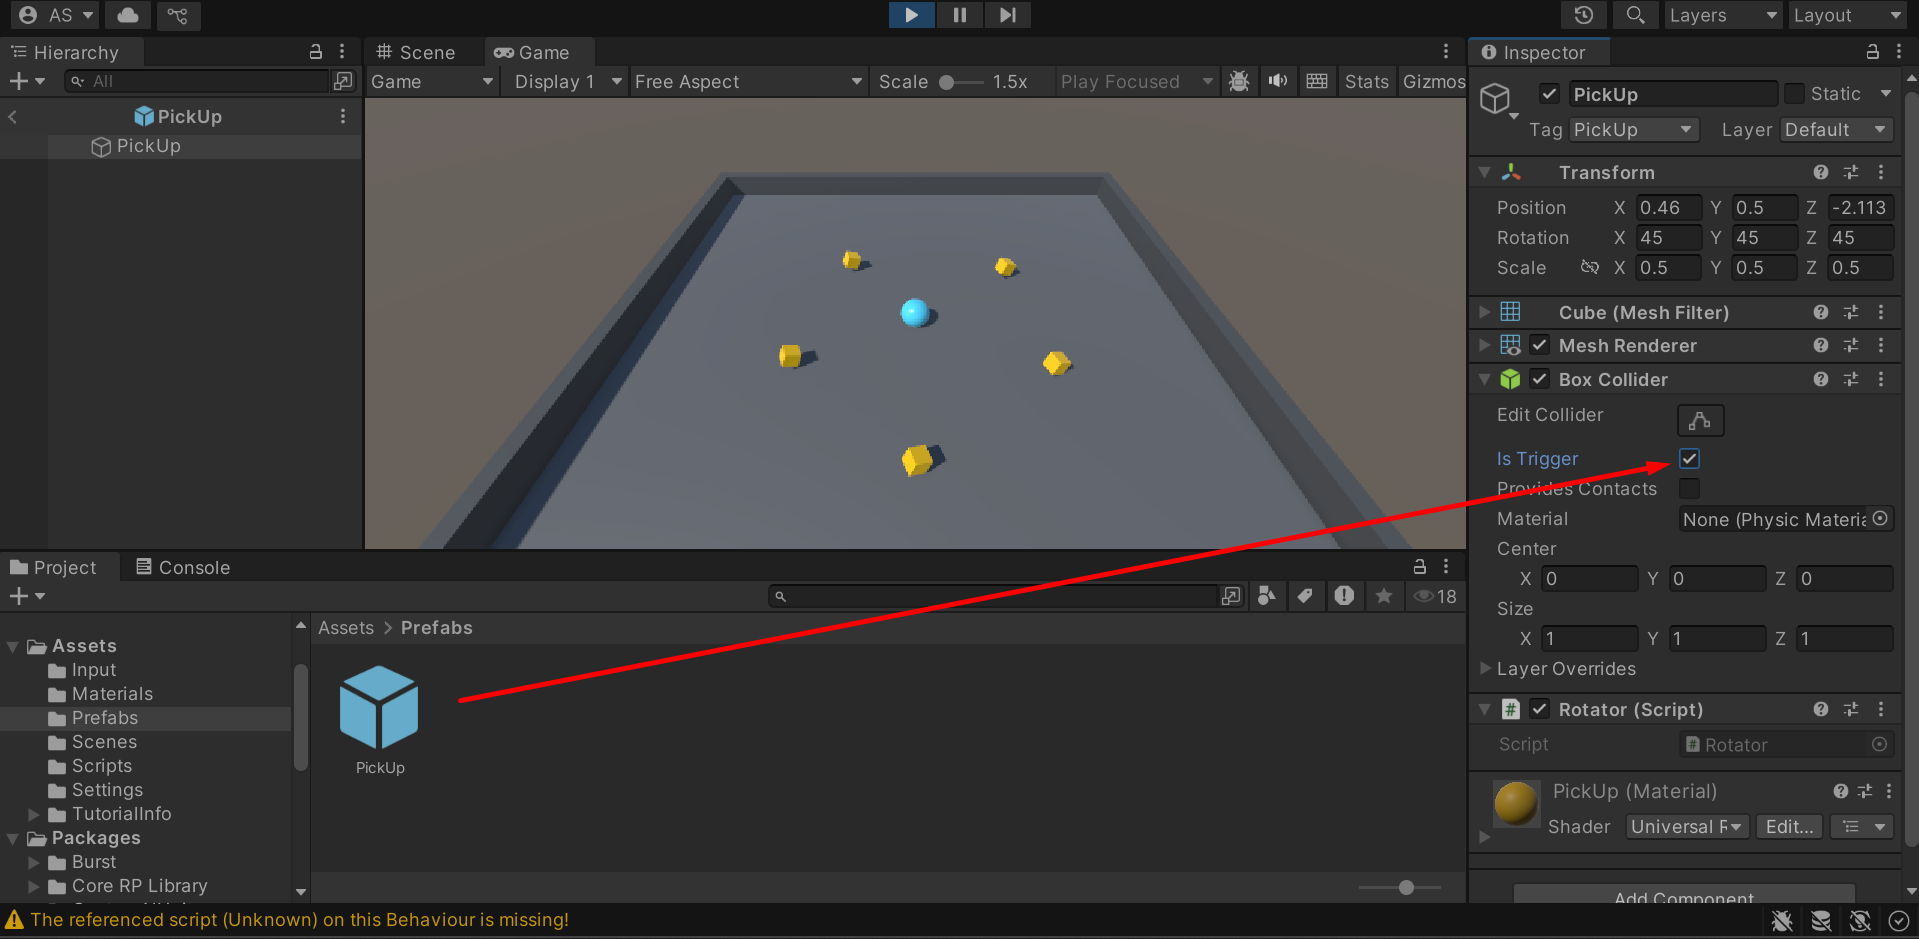 AS
Layers
Layout
Hierarchy
Scene
Game
Inspector
All
Game
Display 1
Free Aspect
Scale
1.5x
Play Focused
Stats
Gizmos
PickUp
PickUp
PickUp
Static
Tag
PickUp
Layer
Default
Transform
Position X 0.46 Y 0.5 Z -2.113
Rotation X 45 Y 45 Z 45
Scale X 0.5 Y 0.5 Z 0.5
Cube (Mesh Filter)
Mesh Renderer
Box Collider
Edit Collider
Is Trigger
Provides Contacts
Material None (Physic Materia
Center
X 0 Y 0 Z 0
Size
X 1 Y 1 Z 1
Layer Overrides
Rotator (Script)
Script # Rotator
PickUp (Material)
Shader Universal R Edit...
Add Component
Project
Console
18
Assets > Prefabs
PickUp
Assets
Input
Materials
Prefabs
Scenes
Scripts
Settings
TutorialInfo
Packages
Burst
Core RP Library
The referenced script (Unknown) on this Behaviour is missing!